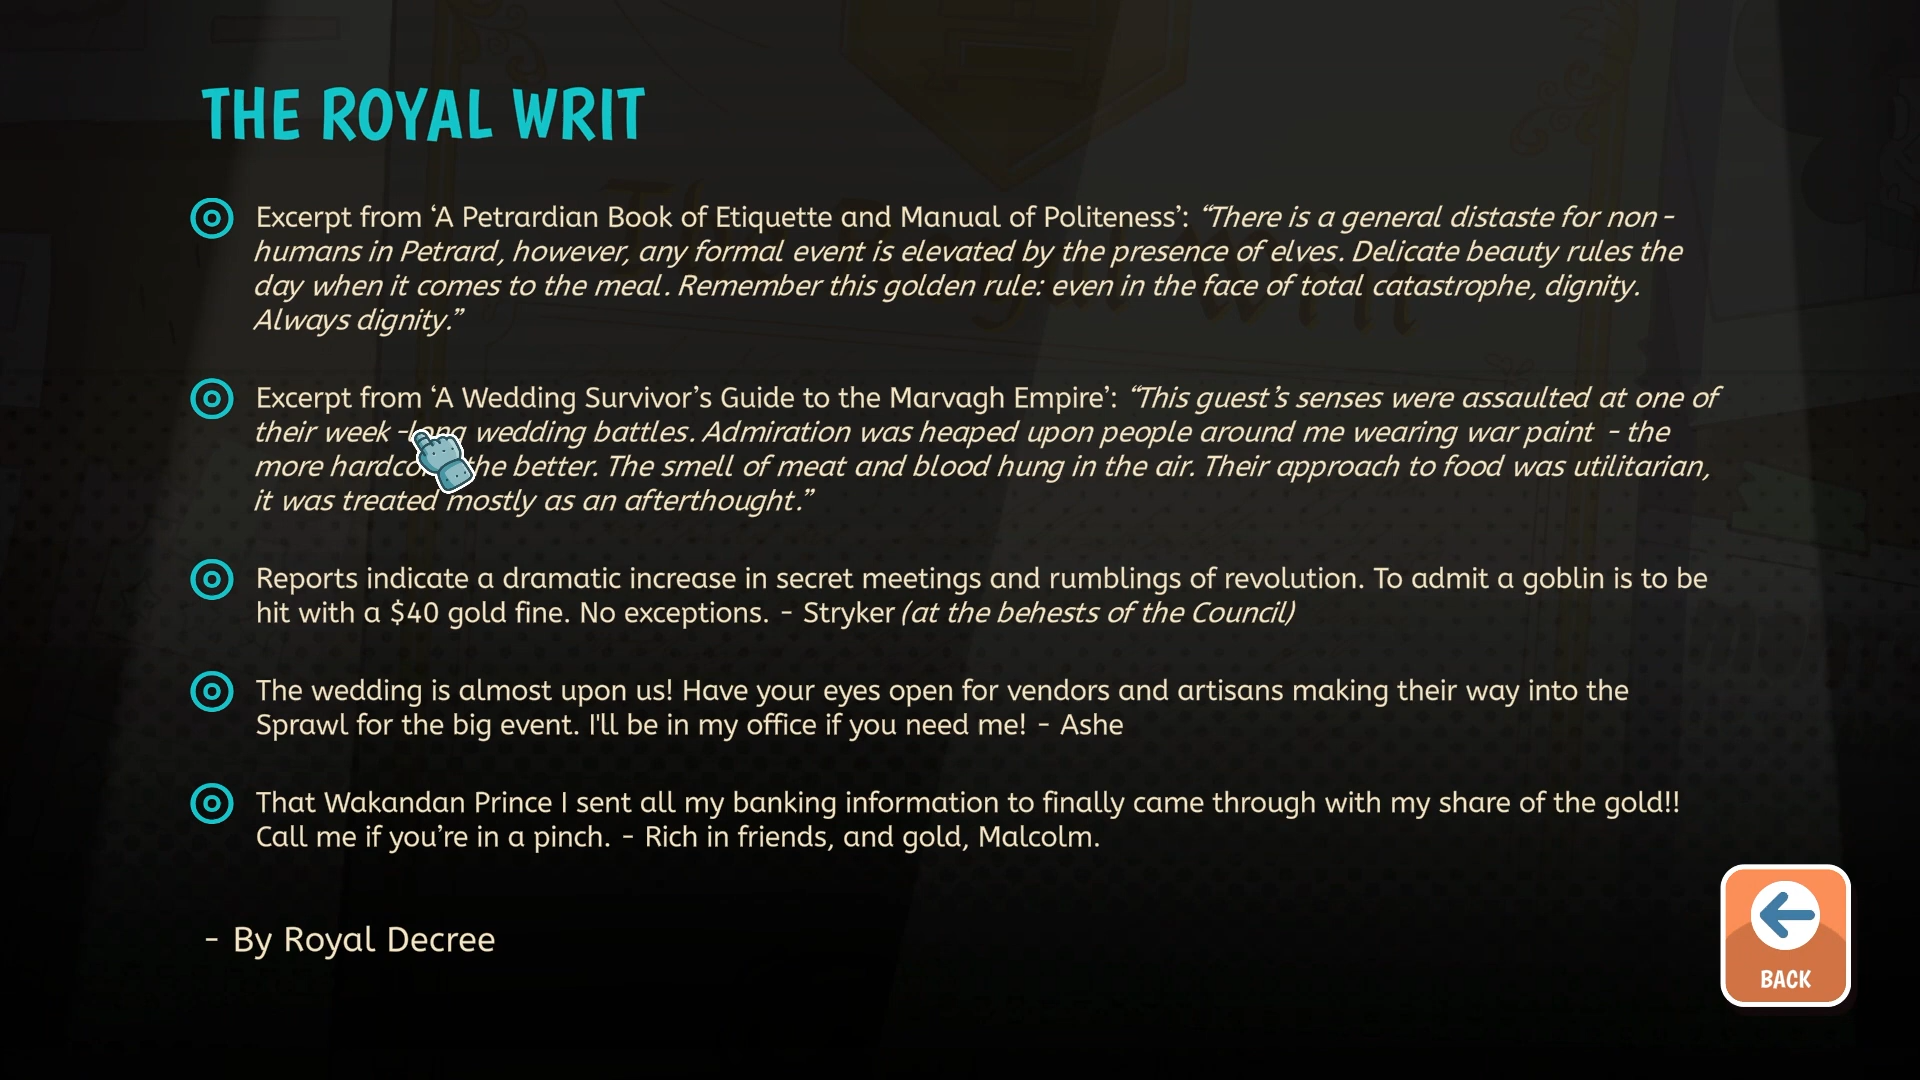 THE ROYAL WRIT
Excerpt from ‘A Petrardian Book of Etiquette and Manual of Politeness’: “There is a general distaste for non-
humans in Petrard, however, any formal event is elevated by the presence of elves. Delicate beauty rules the
day when it comes to the meal. Remember this golden rule: even in the face of total catastrophe, dignity.
Always dignity.”
Excerpt from ‘A Wedding Survivor’s Guide to the Marvagh Empire’: “This guest’s senses were assaulted at one of
their week-long wedding battles. Admiration was heaped upon people around me wearing war paint - the
more the better. The smell of meat and blood hung in the air. Their approach to food was utilitarian,
it was treated mostly as an afterthought.”
Reports indicate a dramatic increase in secret meetings and rumblings of revolution. To admit a goblin is to be
hit with a $40 gold fine. No exceptions. - Stryker (at the behests of the Council)
The wedding is almost upon us! Have your eyes open for vendors and artisans making their way into the
Sprawl for the big event. I'll be in my office if you need me! - Ashe
That Wakandan Prince I sent all my banking information to finally came through with my share of the gold!!
Call me if you’re in a pinch. - Rich in friends, and gold, Malcolm.
- By Royal Decree
BACK